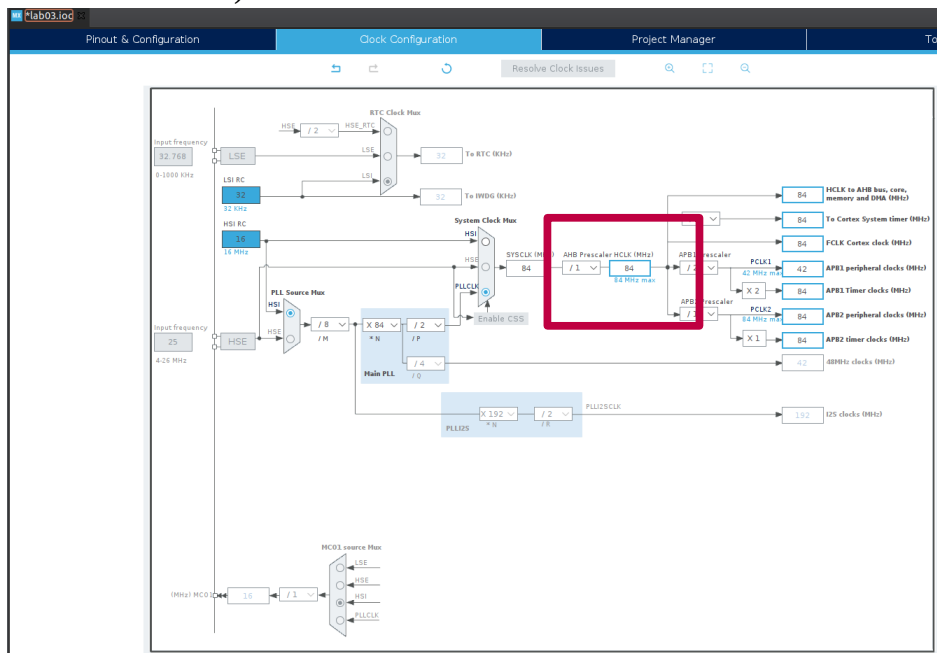 MX *lab03.ioc
Pinout & Configuration
Clock Configuration
Project Manager
To
Resolve Clock Issues
RTC Clock Mux
HSE
/ 2
HSE_RTC
Input frequency
32.768
LSE
LSE
32
To RTC (KHz)
0-1000 KHz
LSI RC
LSI
32
32
To IWDG (KHz)
32 KHz
HSI RC
16
16 MHz
System Clock Mux
HSI
HSE
PLLCLK
SYSCLK (M
84
AHB Prescaler
/ 1
HCLK (MHz)
84
84 MHz max
84
HCLK to AHB bus, core,
memory and DMA (MHz)
84
To Cortex System timer (MHz)
84
FCLK Cortex clock (MHz)
APB1 Prescaler
PCLK1
42 MHz max
42
APB1 peripheral clocks (MHz)
X 2
84
APB1 Timer clocks (MHz)
APB2 Prescaler
PCLK2
84 MHz max
84
APB2 peripheral clocks (MHz)
X 1
84
APB2 timer clocks (MHz)
PLL Source Mux
HSI
HSE
/ 8
/ M
X 84
* N
/ 2
/ P
Enable CSS
Input frequency
25
HSE
4-26 MHz
/ 4
/ Q
Main PLL
42
48MHz clocks (MHz)
X 192
* N
/ 2
/ R
PLLI2S
PLLI2SCLK
192
I2S clocks (MHz)
MCO1 source Mux
LSE
HSE
HSI
PLLCLK
(MHz) MCO1
16
/ 1